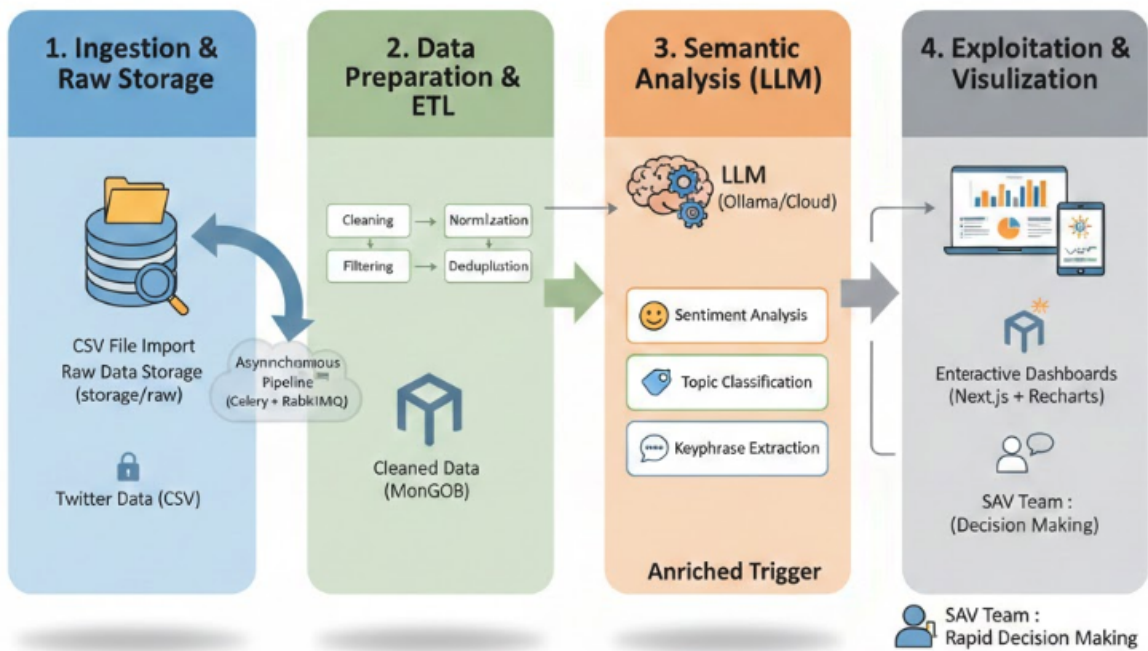 1. Ingestion &
Raw Storage
CSV File Import
Raw Data Storage
(storage/raw)
Twitter Data (CSV)
Asynnchomous
Pipeline
(Celery + RabkIMQ)
2. Data
Preparation &
ETL
Cleaning
Normlzation
Filtering
Deduplustion
Cleaned Data
(MonGOB)
3. Semantic
Analysis (LLM)
LLM
(Ollama/Cloud)
Sentiment Analysis
Topic Classification
Keyphrase Extraction
Anriched Trigger
4. Exploitation &
Visulization
Enteractive Dashboards
(Next.js + Recharts)
SAV Team :
(Decision Making)
SAV Team :
Rapid Decision Making